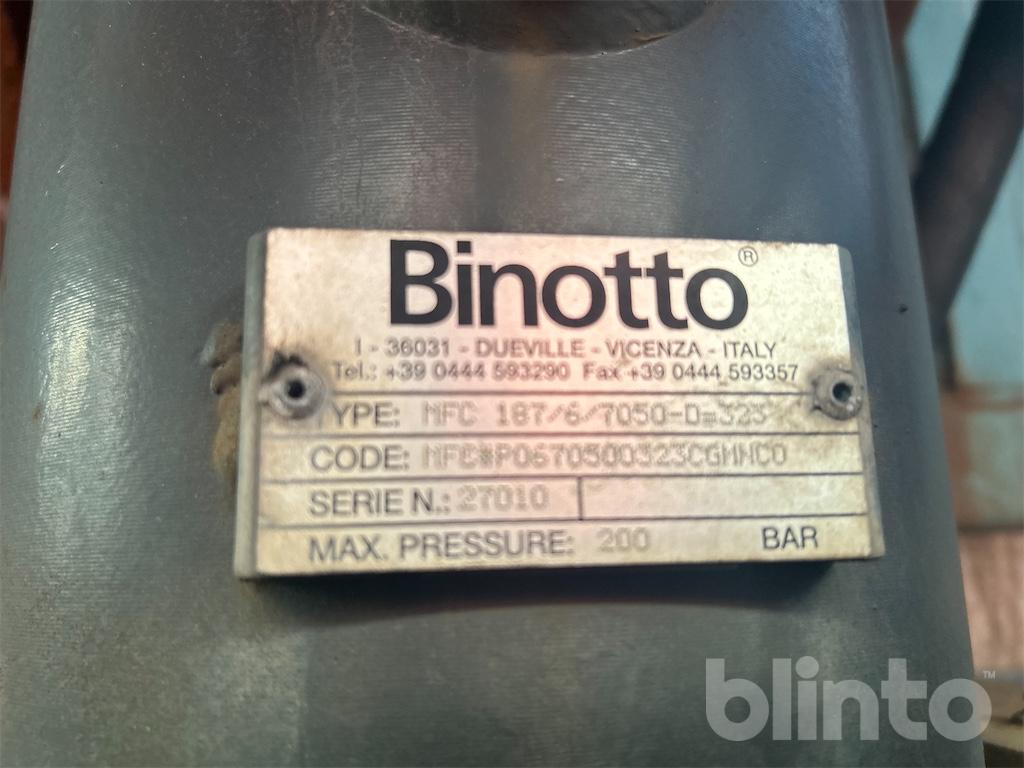 Binotto®
I - 36031 - DUEVILLE - VICENZA - ITALY
Tel.: +39 0444 593290 Fax +39 0444 593357
TYPE: MFC 187/6/7050-D=323
CODE: MFC*P0670500323CGMNC0
SERIE N.: 27010
MAX. PRESSURE: 200 BAR
blinto™